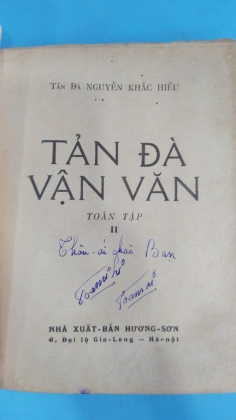 TẢN ĐÀ NGUYỄN KHẮC HIẾU
TẢN ĐÀ
VẬN VĂN
TOÀN TẬP
II
Thân-ái chào Ban
NHÀ XUẤT-BẢN HƯƠNG-SƠN
6, Đại lộ Gia-Long — Hà-nội